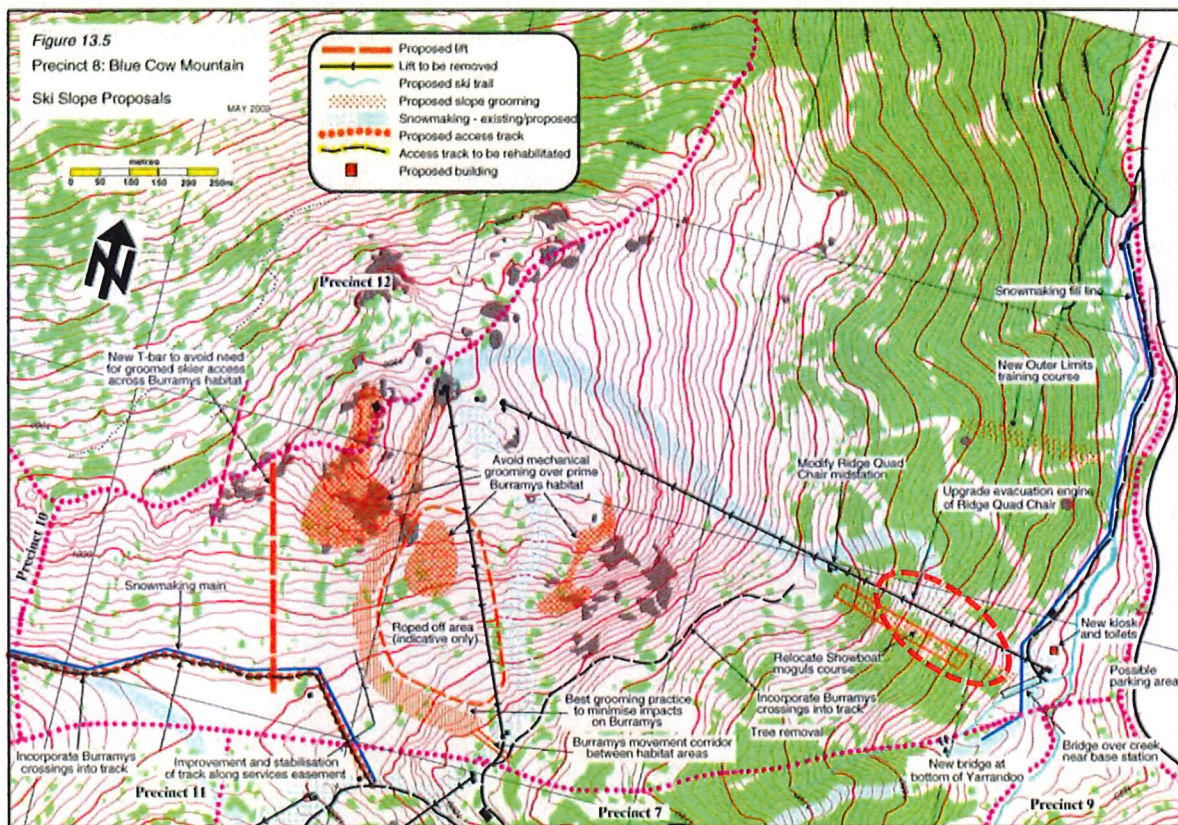 Figure 13.5
Precinct 8: Blue Cow Mountain
Ski Slope Proposals
MAY 2002
metres
0 50 100 150 200 250m
N
Proposed lift
Lift to be removed
Proposed ski trail
Proposed slope grooming
Snowmaking - existing/proposed
Proposed access track
Access track to be rehabilitated
Proposed building
Precinct 12
Snowmaking fill line
New T-bar to avoid need
for groomed skier access
across Burramys habitat
New Outer Limits
training course
Avoid mechanical
grooming over prime
Burramys habitat
Modify Ridge Quad
Chair midstation
Upgrade evacuation engine
of Ridge Quad Chair
Precinct 10
Snowmaking main
Roped off area
(indicative only)
New kiosk
and toilets
Relocate Showboat
moguls course
Possible
parking area
Best grooming practice
to minimise impacts
on Burramys
Incorporate Burramys
crossings into track
Tree removal
Burramys movement corridor
between habitat areas
Incorporate Burramys
crossings into track
Improvement and stabilisation
of track along services easement
New bridge at
bottom of Yarrandoo
Bridge over creek
near base station
Precinct 11
Precinct 7
Precinct 9